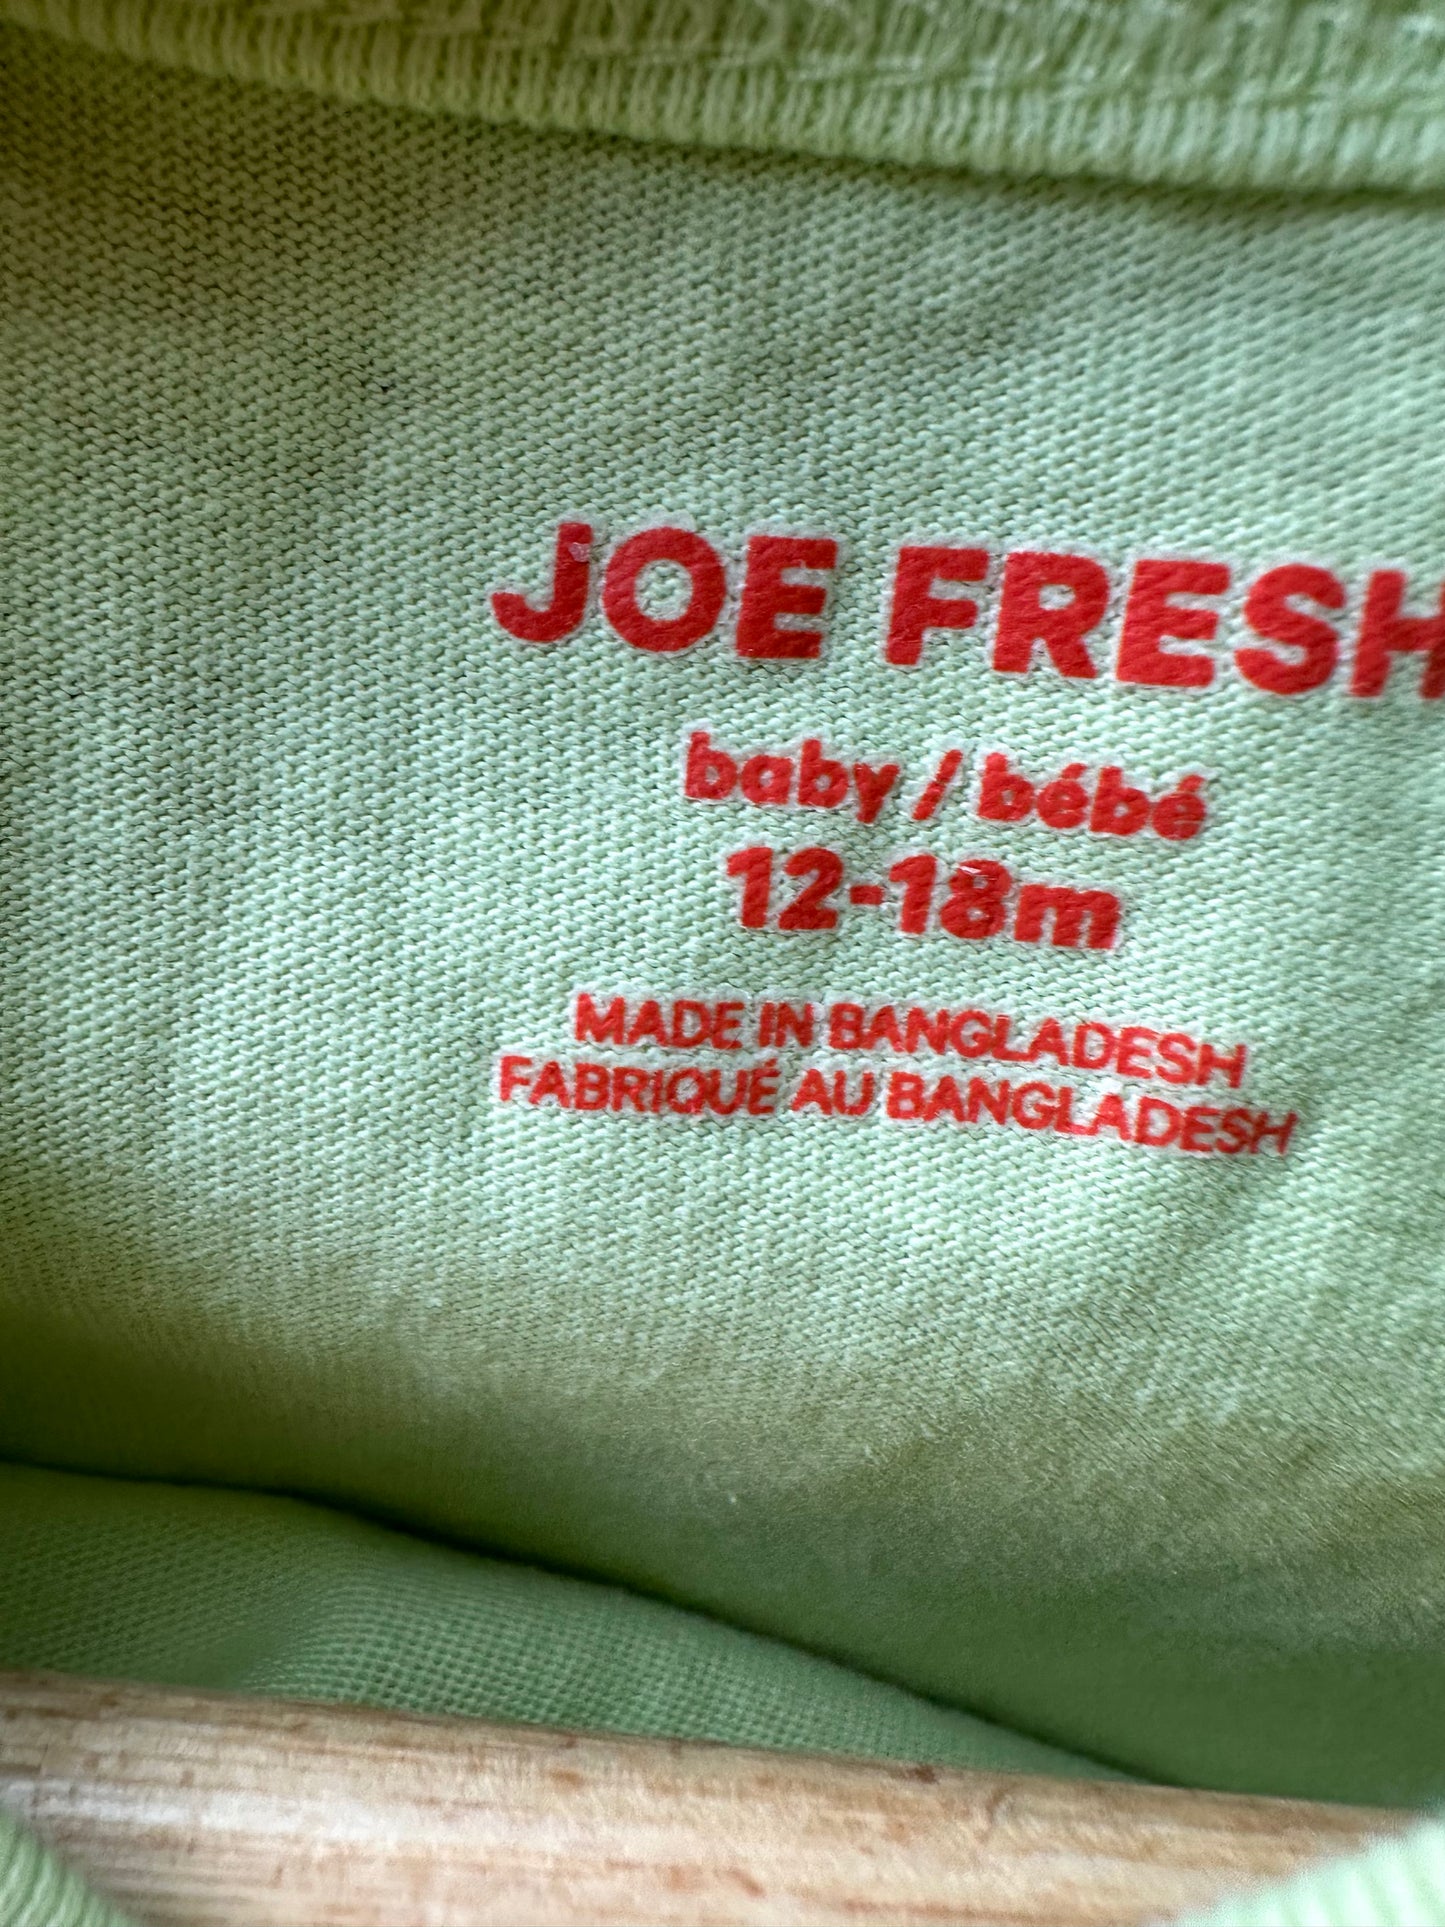 JOE FRESH
baby / bébé
12-18m
MADE IN BANGLADESH
FABRIQUÉ AU BANGLADESH